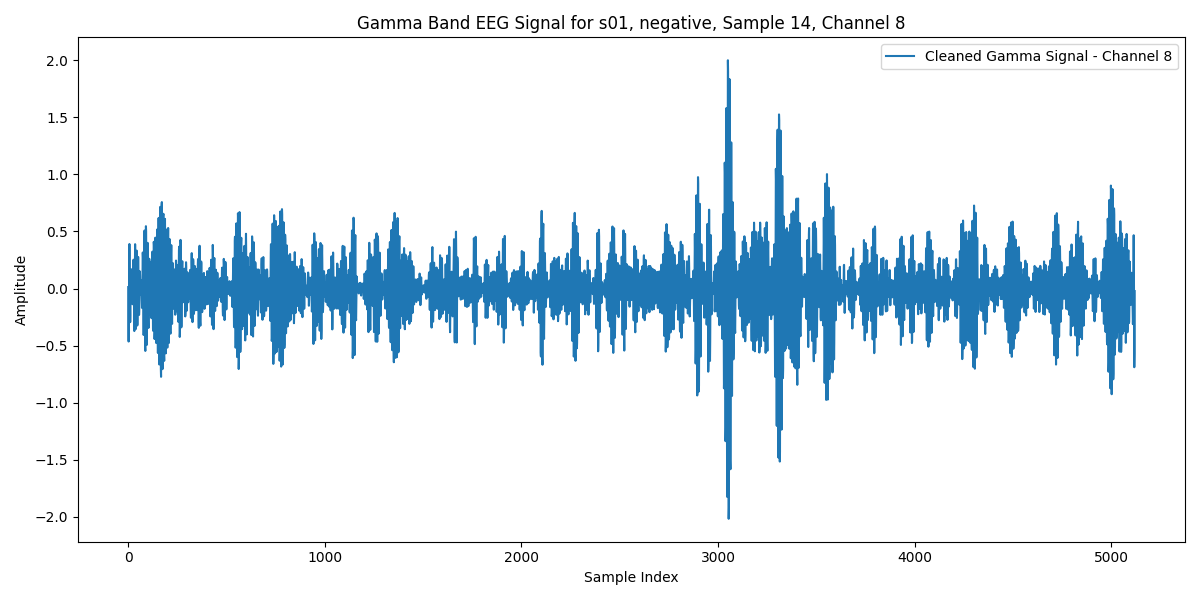 Gamma Band EEG Signal for s01, negative, Sample 14, Channel 8
Cleaned Gamma Signal - Channel 8
2.0
1.5
1.0
0.5
0.0
−0.5
−1.0
−1.5
−2.0
Amplitude
0 1000 2000 3000 4000 5000
Sample Index